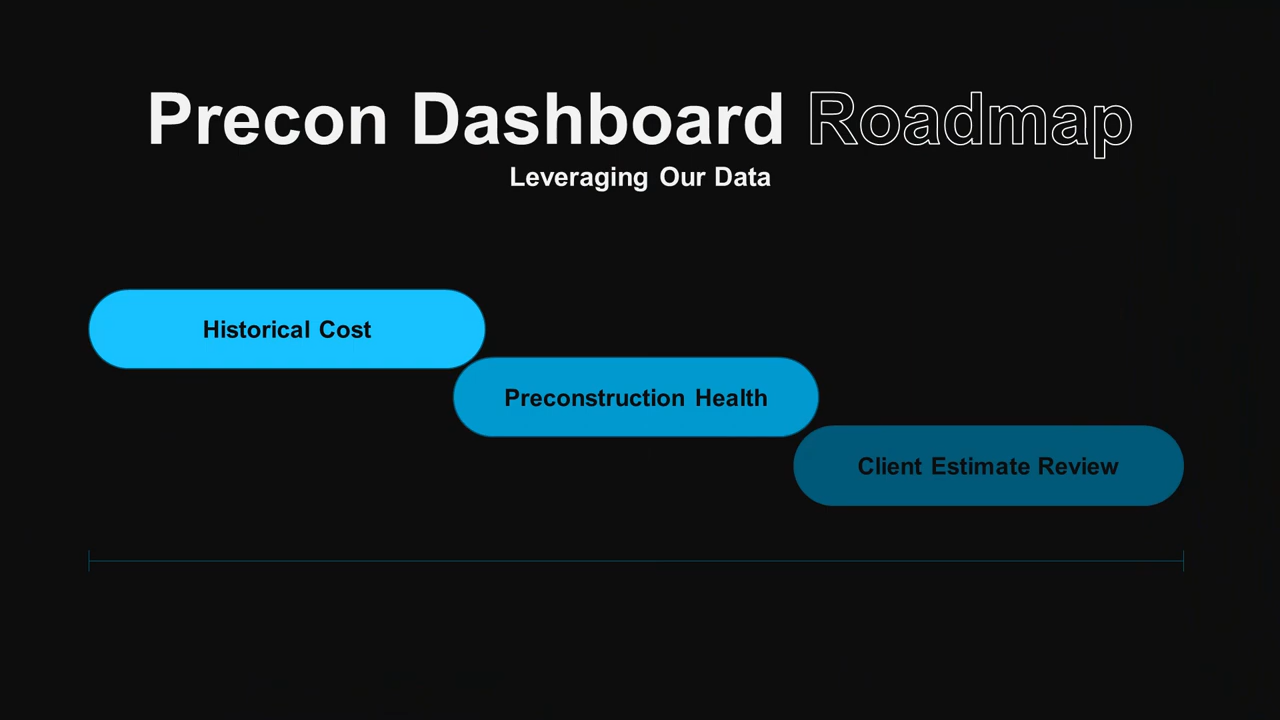 Precon Dashboard Roadmap
Leveraging Our Data
Historical Cost
Preconstruction Health
Client Estimate Review